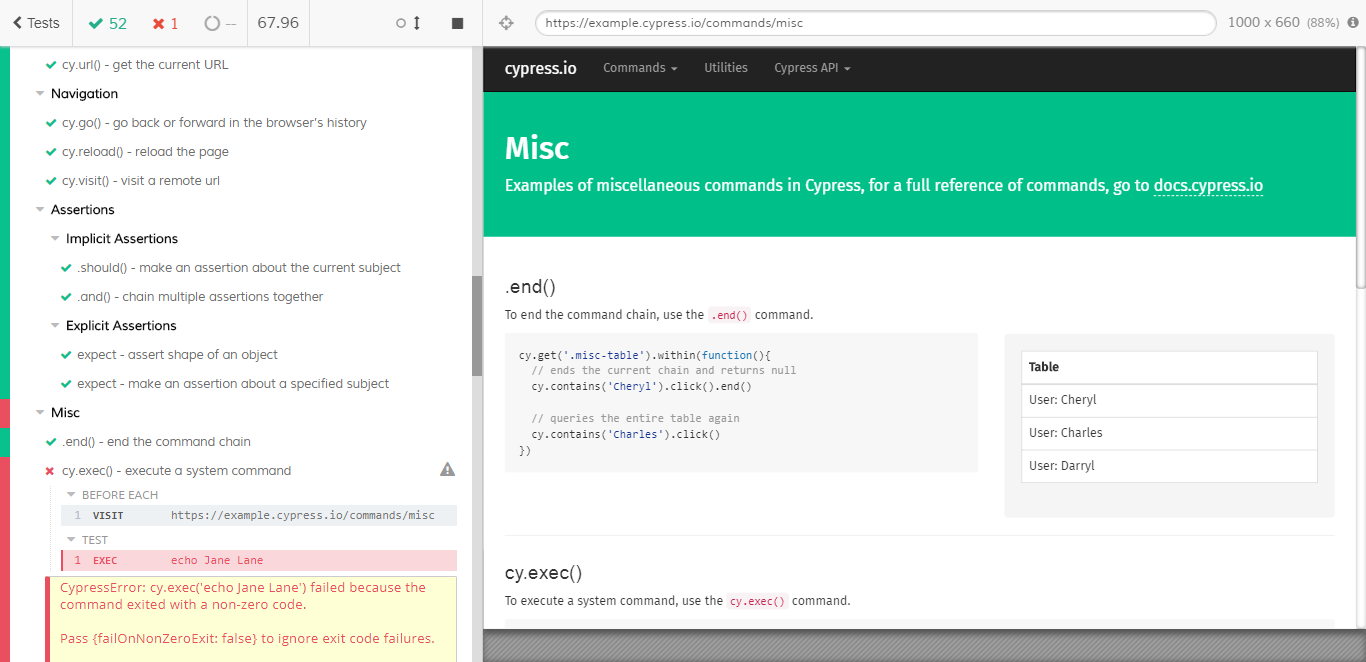 Tests 52 1 -- 67.96
https://example.cypress.io/commands/misc 1000 x 660 (88%)
cy.url() - get the current URL
Navigation
cy.go() - go back or forward in the browser's history
cy.reload() - reload the page
cy.visit() - visit a remote url
Assertions
Implicit Assertions
.should() - make an assertion about the current subject
.and() - chain multiple assertions together
Explicit Assertions
expect - assert shape of an object
expect - make an assertion about a specified subject
Misc
.end() - end the command chain
cy.exec() - execute a system command
BEFORE EACH
1 VISIT https://example.cypress.io/commands/misc
TEST
1 EXEC echo Jane Lane
CypressError: cy.exec('echo Jane Lane') failed because the
command exited with a non-zero code.
Pass {failOnNonZeroExit: false} to ignore exit code failures.
cypress.io Commands Utilities Cypress API
Misc
Examples of miscellaneous commands in Cypress, for a full reference of commands, go to docs.cypress.io
.end()
To end the command chain, use the .end() command.
cy.get('.misc-table').within(function(){
// ends the current chain and returns null
cy.contains('Cheryl').click().end()
// queries the entire table again
cy.contains('Charles').click()
})
Table
User: Cheryl
User: Charles
User: Darryl
cy.exec()
To execute a system command, use the cy.exec() command.